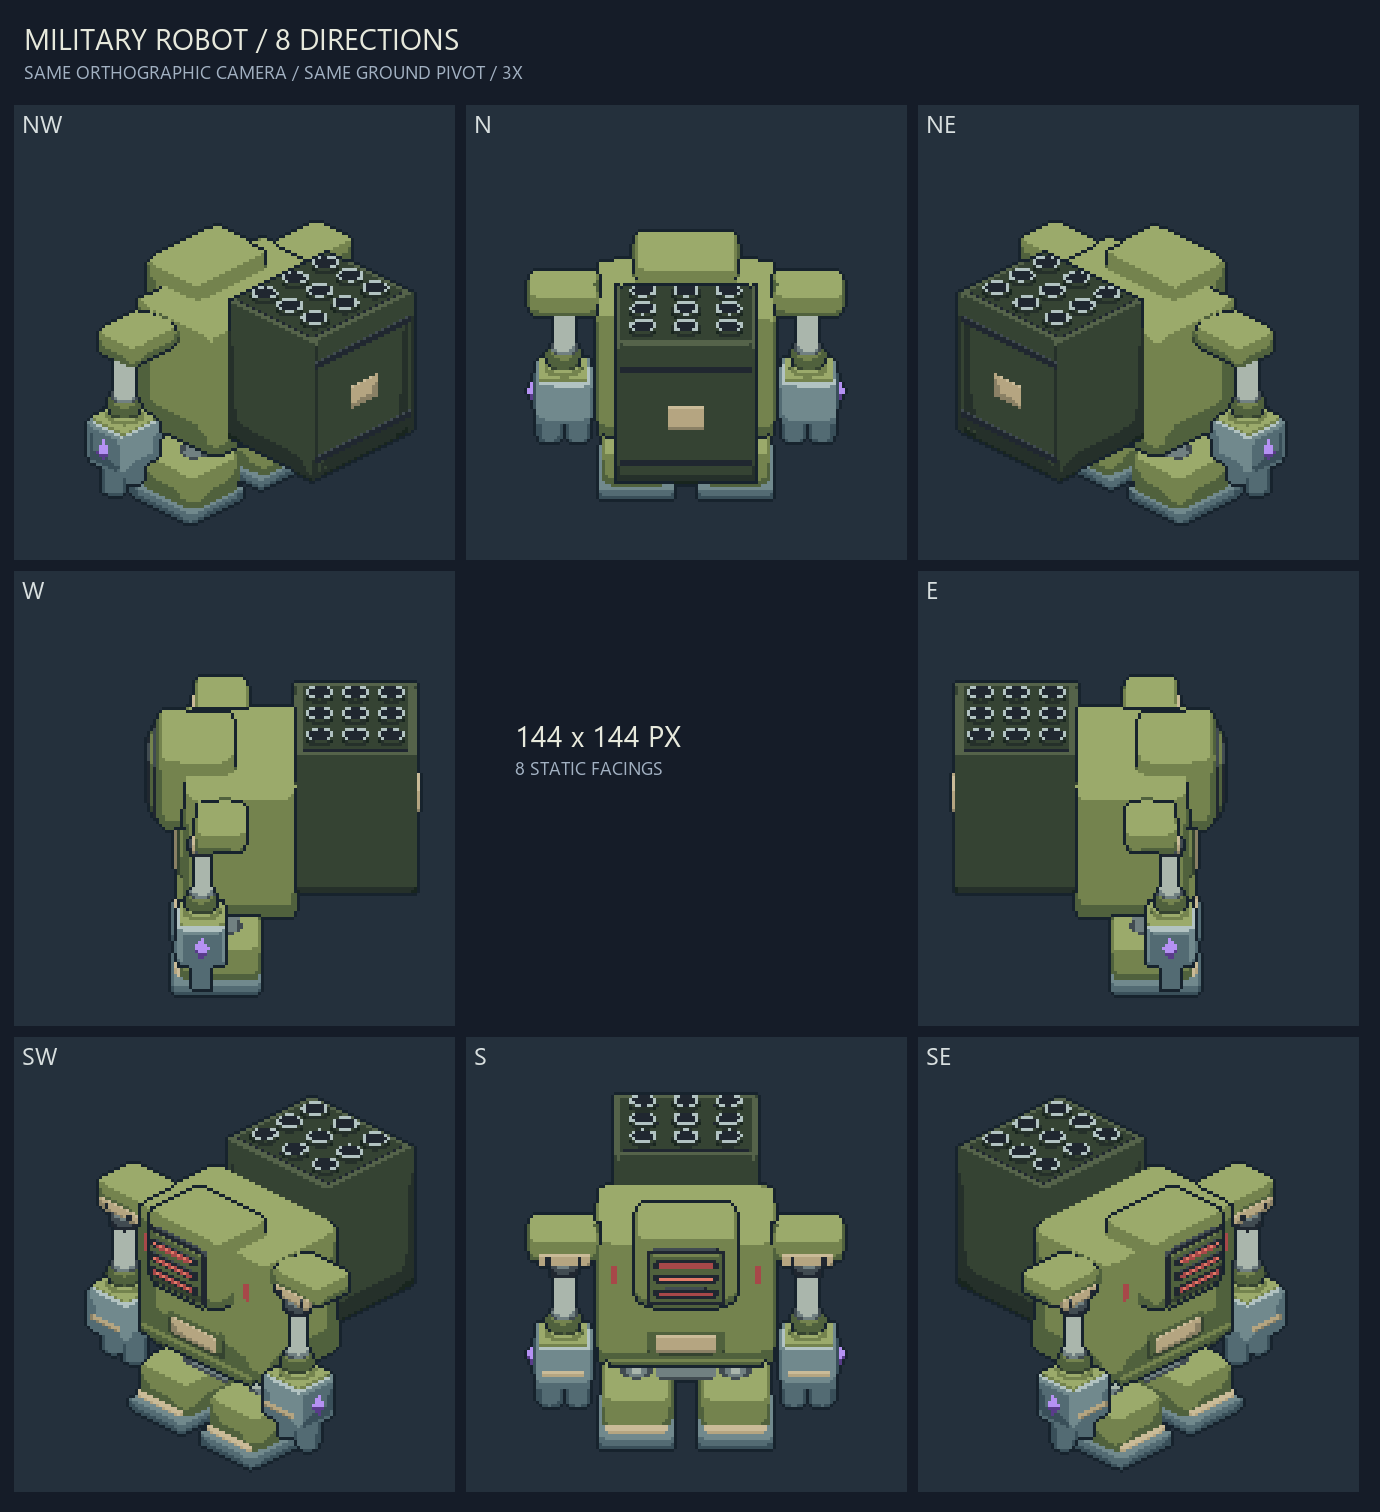 MILITARY ROBOT / 8 DIRECTIONS
SAME ORTHOGRAPHIC CAMERA / SAME GROUND PIVOT / 3X
NW
N
NE
W
E
144 x 144 PX
8 STATIC FACINGS
SW
S
SE